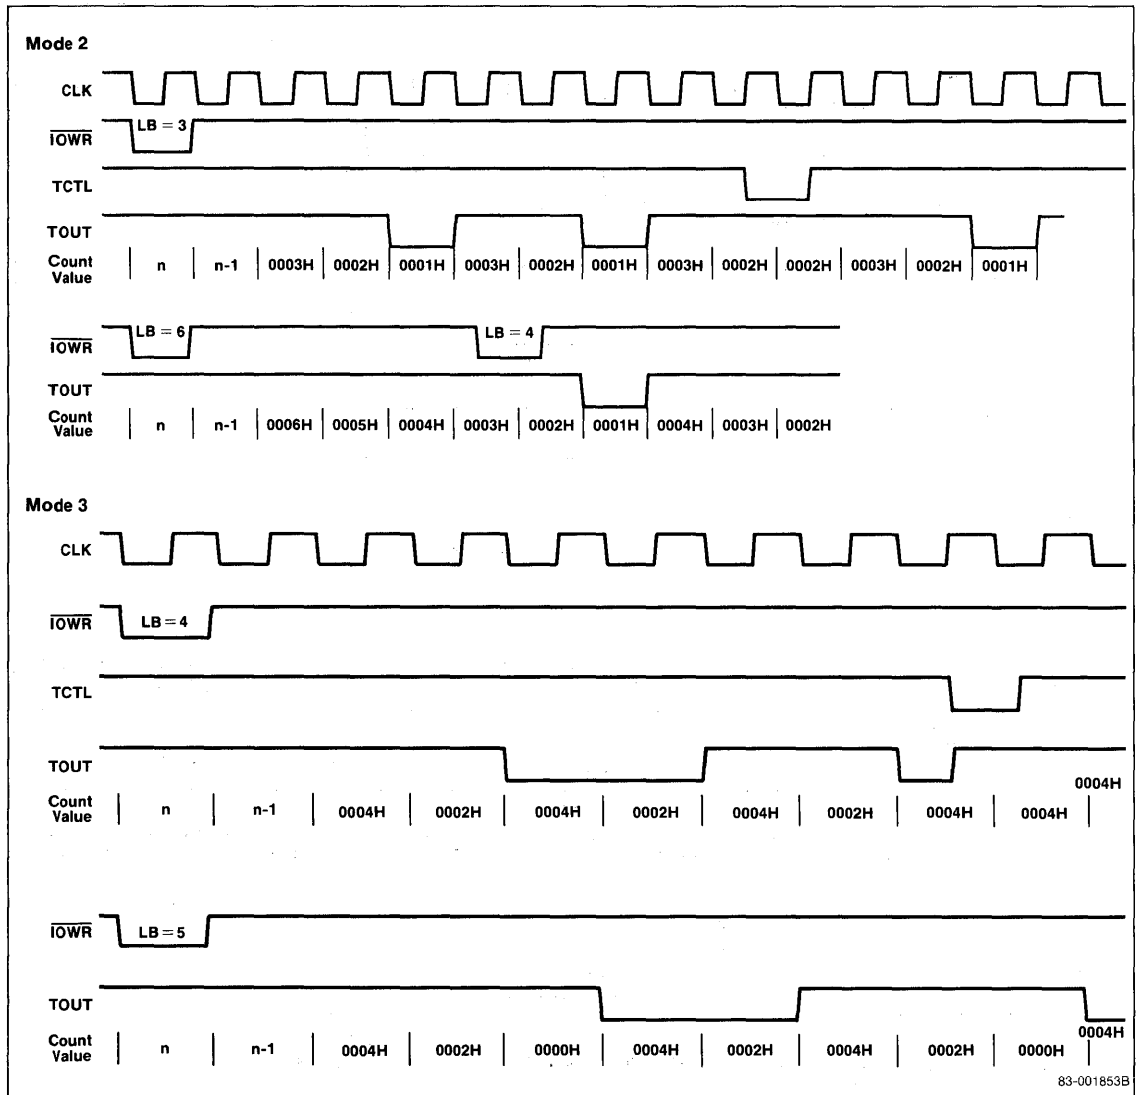 Mode 2
CLK
IOWR
LB = 3
TCTL
TOUT
Count Value
n n-1 0003H 0002H 0001H 0003H 0002H 0001H 0003H 0002H 0002H 0003H 0002H 0001H
IOWR
LB = 6 LB = 4
TOUT
Count Value
n n-1 0006H 0005H 0004H 0003H 0002H 0001H 0004H 0003H 0002H
Mode 3
CLK
IOWR
LB = 4
TCTL
TOUT
Count Value
n n-1 0004H 0002H 0004H 0002H 0004H 0002H 0004H 0004H 0004H
IOWR
LB = 5
TOUT
Count Value
n n-1 0004H 0002H 0000H 0004H 0002H 0004H 0002H 0000H 0004H
83-001853B